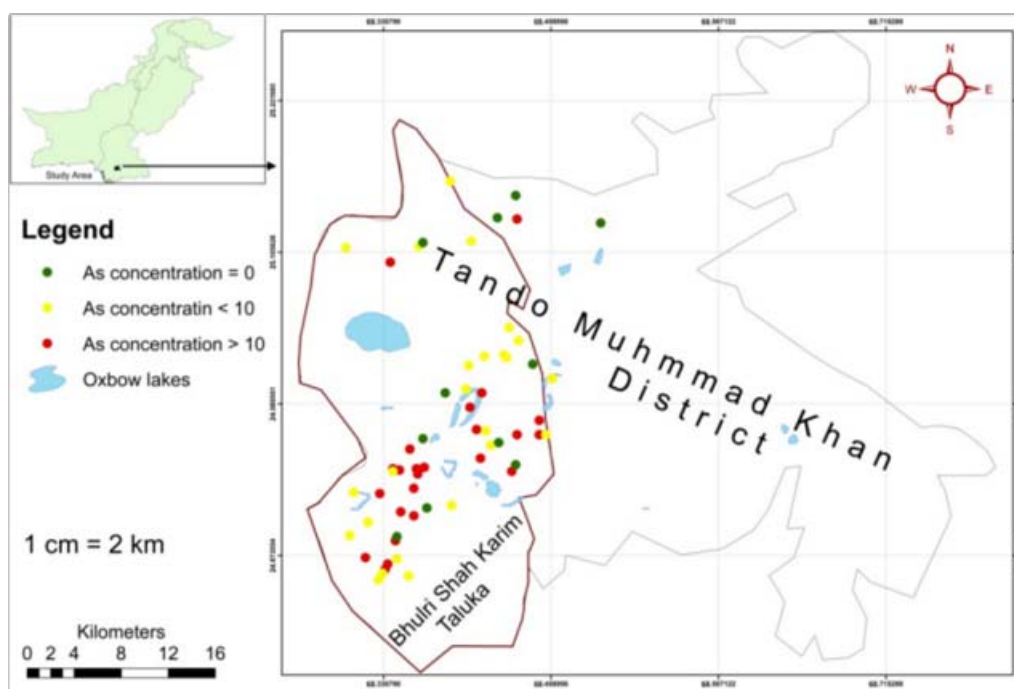 Study Area
Legend
As concentration = 0
As concentratin < 10
As concentration > 10
Oxbow lakes
1 cm = 2 km
Kilometers
0 2 4 8 12 16
N
W E
S
Tando Muhmmad Khan
District
Bhulri Shah Karim
Taluka